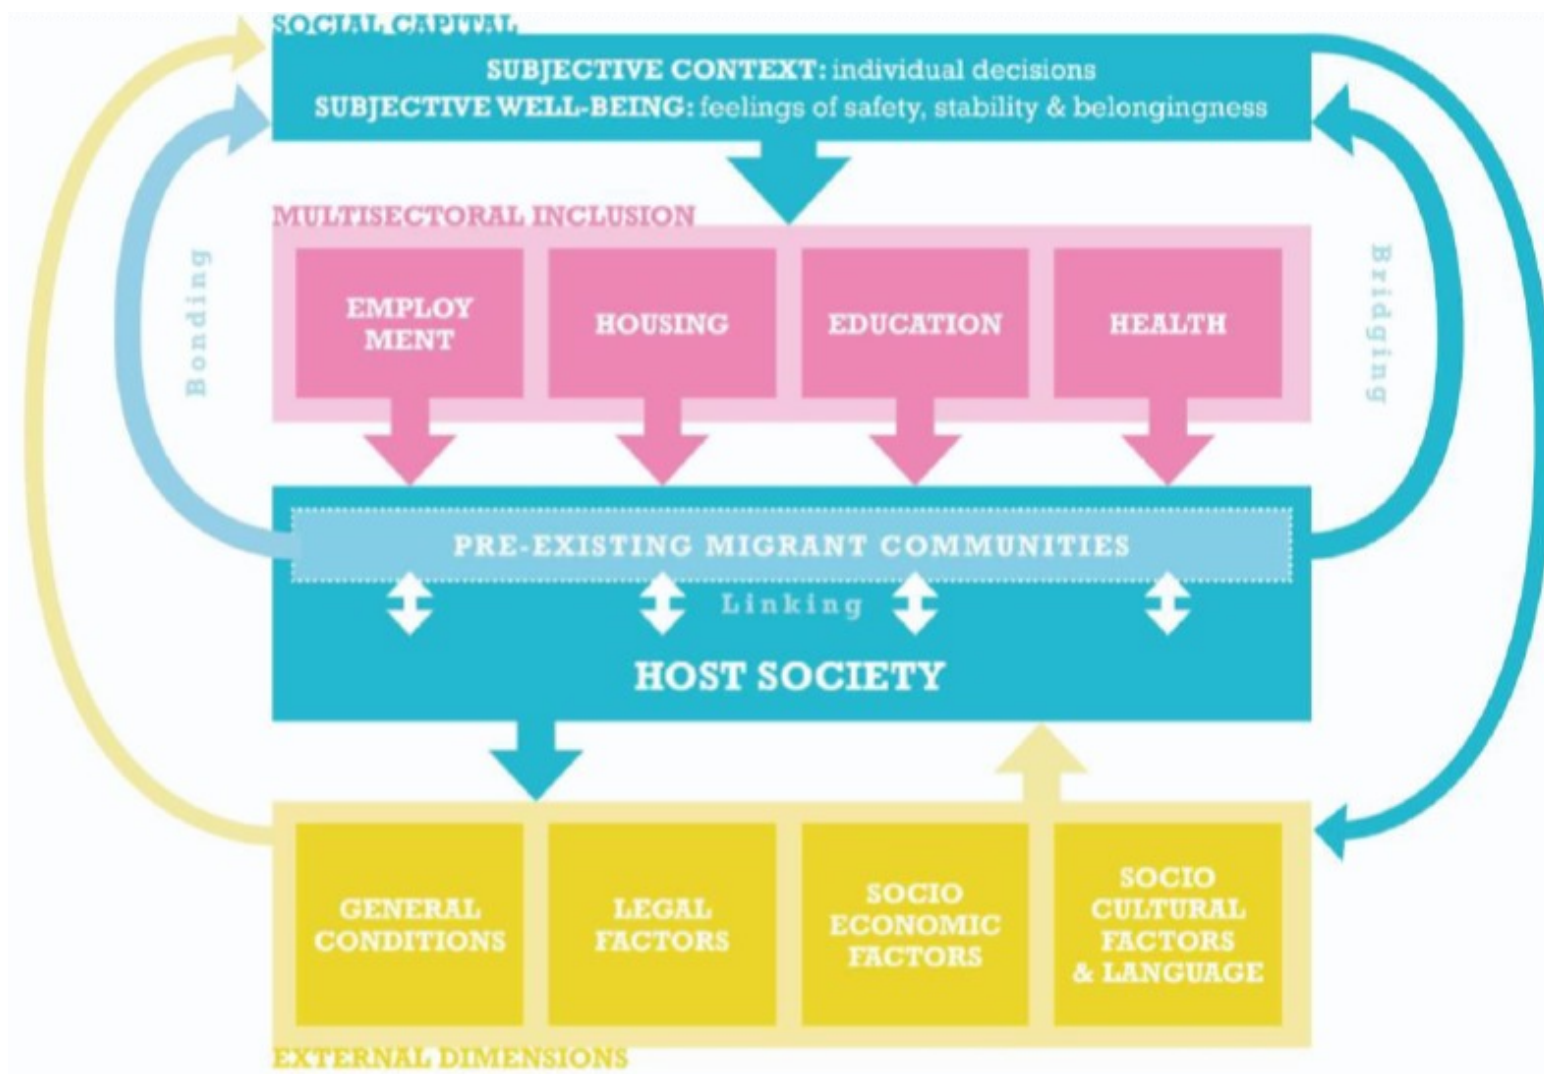 SOCIAL CAPITAL
SUBJECTIVE CONTEXT: individual decisions
SUBJECTIVE WELL-BEING: feelings of safety, stability & belongingness
MULTISECTORAL INCLUSION
EMPLOY
MENT
HOUSING
EDUCATION
HEALTH
Bonding
Bridging
PRE-EXISTING MIGRANT COMMUNITIES
Linking
HOST SOCIETY
GENERAL
CONDITIONS
LEGAL
FACTORS
SOCIO
ECONOMIC
FACTORS
SOCIO
CULTURAL
FACTORS
& LANGUAGE
EXTERNAL DIMENSIONS